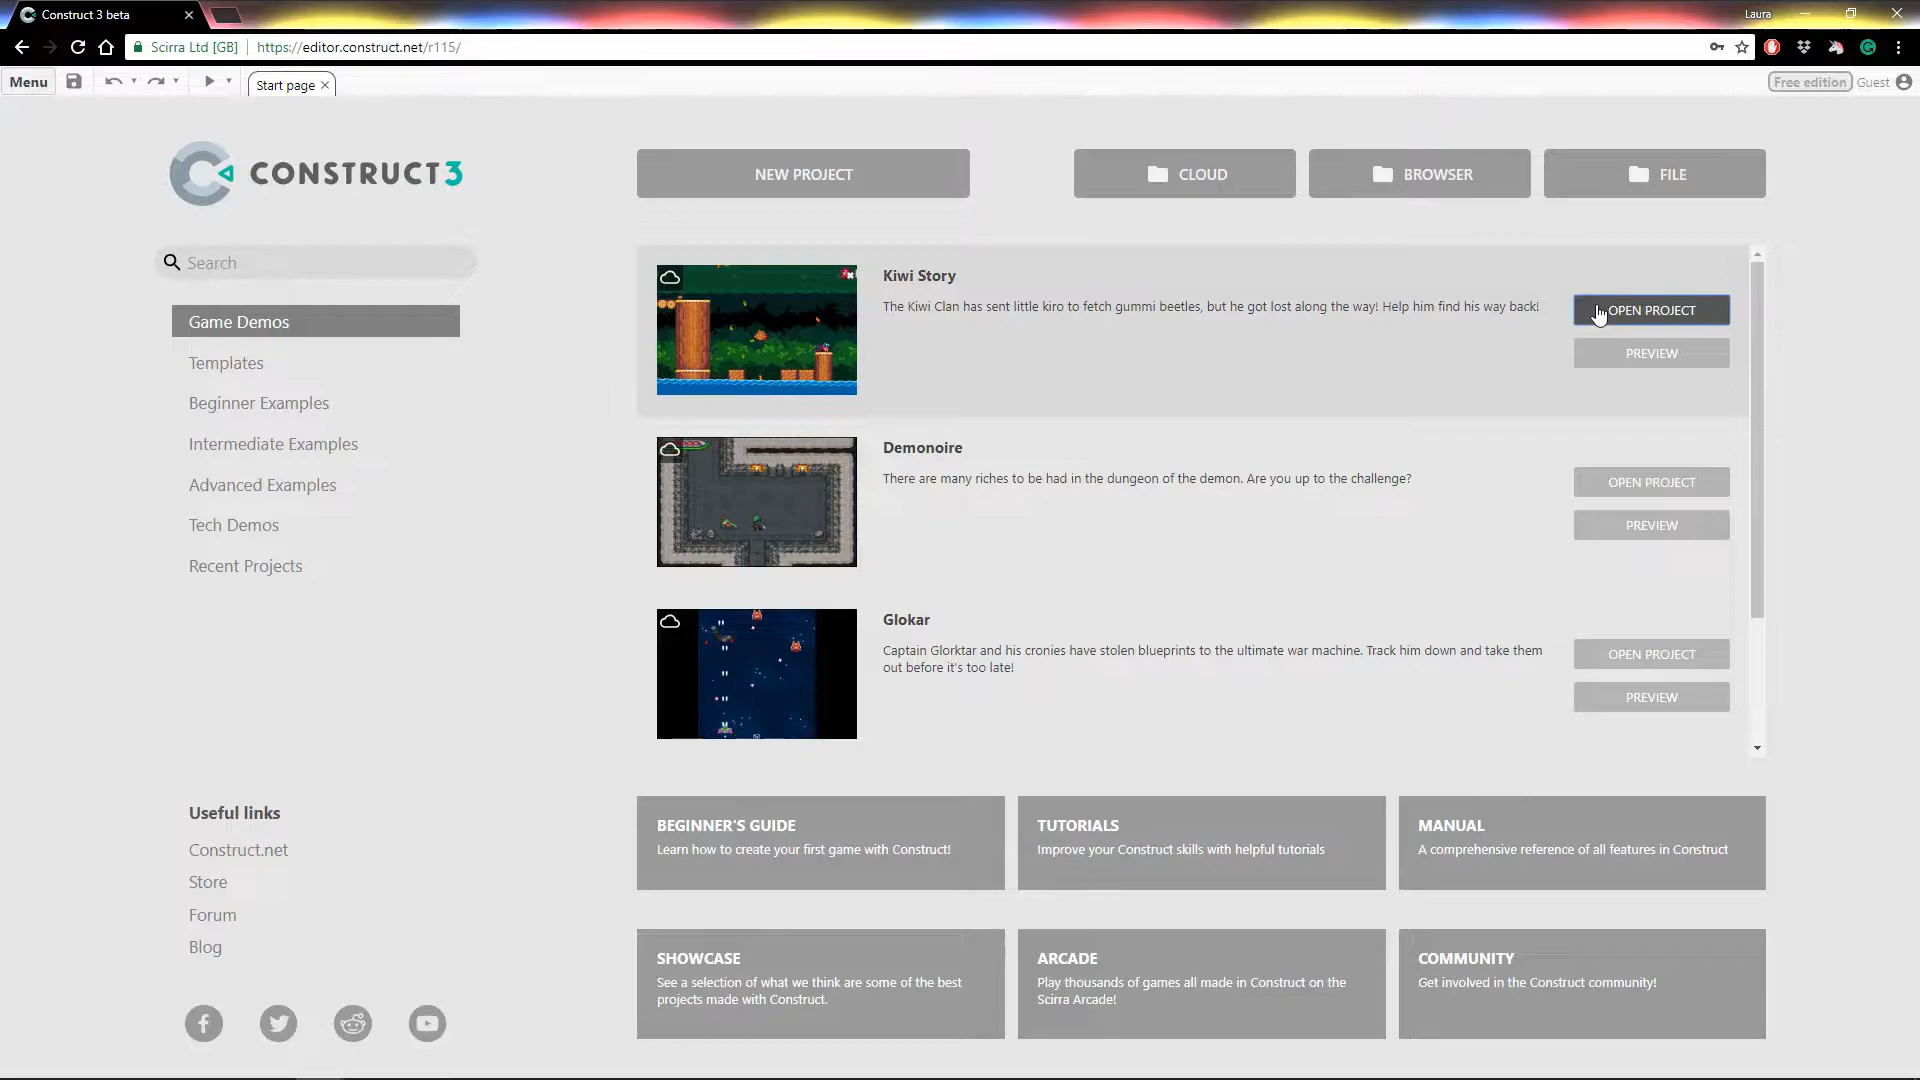 Construct 3 beta
Laura
Scirra Ltd [GB]
https://editor.construct.net/r115/
Menu
Start page
Free edition
Guest
CONSTRUCT3
NEW PROJECT
CLOUD
BROWSER
FILE
Search
Game Demos
Templates
Beginner Examples
Intermediate Examples
Advanced Examples
Tech Demos
Recent Projects
Kiwi Story
The Kiwi Clan has sent little kiro to fetch gummi beetles, but he got lost along the way! Help him find his way back!
OPEN PROJECT
PREVIEW
Demonoire
There are many riches to be had in the dungeon of the demon. Are you up to the challenge?
OPEN PROJECT
PREVIEW
Glokar
Captain Glorktar and his cronies have stolen blueprints to the ultimate war machine. Track him down and take them
out before it's too late!
OPEN PROJECT
PREVIEW
Useful links
Construct.net
Store
Forum
Blog
BEGINNER'S GUIDE
Learn how to create your first game with Construct!
TUTORIALS
Improve your Construct skills with helpful tutorials
MANUAL
A comprehensive reference of all features in Construct
SHOWCASE
See a selection of what we think are some of the best
projects made with Construct.
ARCADE
Play thousands of games all made in Construct on the
Scirra Arcade!
COMMUNITY
Get involved in the Construct community!